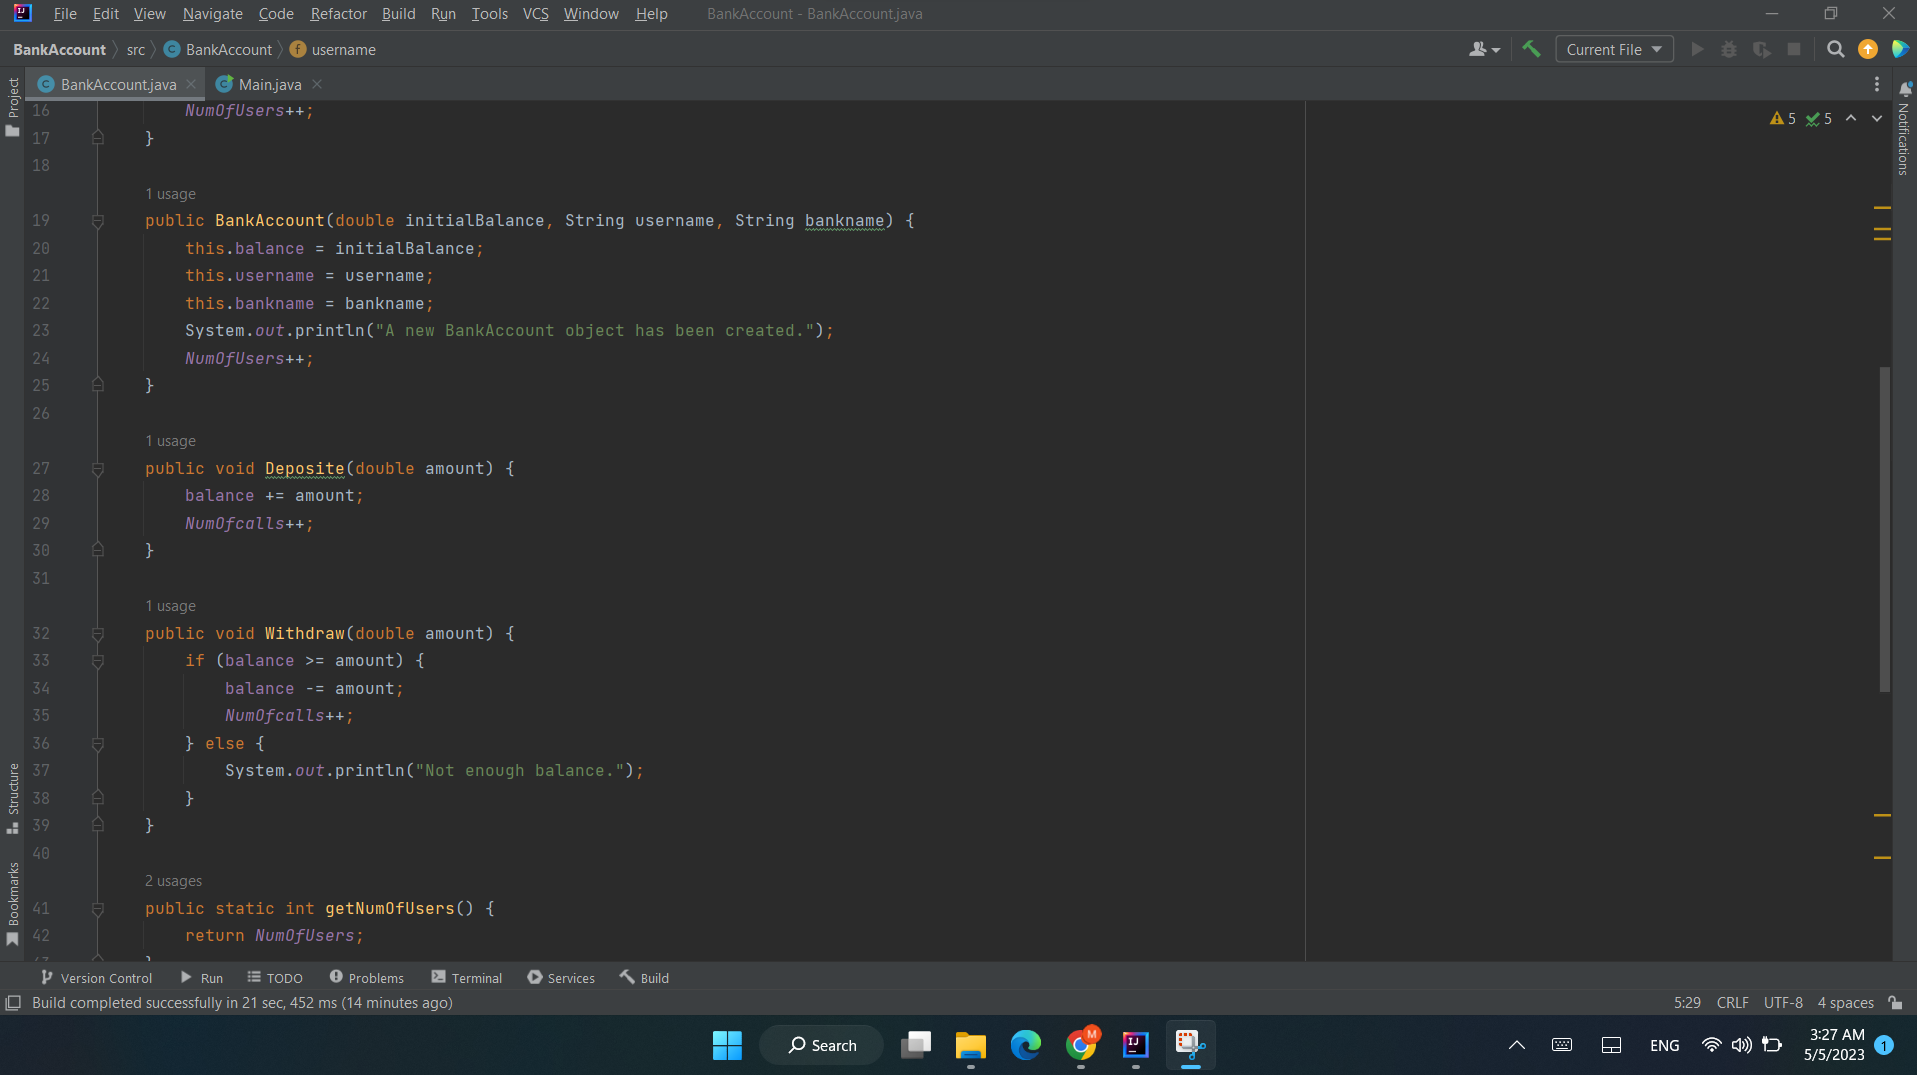 File Edit View Navigate Code Refactor Build Run Tools VCS Window Help BankAccount - BankAccount.java
BankAccount src BankAccount username
Current File
BankAccount.java Main.java
Project
Notifications
5 5
16 NumOfUsers++;
17 }
18
1 usage
19 public BankAccount(double initialBalance, String username, String bankname) {
20 this.balance = initialBalance;
21 this.username = username;
22 this.bankname = bankname;
23 System.out.println("A new BankAccount object has been created.");
24 NumOfUsers++;
25 }
26
1 usage
27 public void Deposite(double amount) {
28 balance += amount;
29 NumOfcalls++;
30 }
31
1 usage
32 public void Withdraw(double amount) {
33 if (balance >= amount) {
34 balance -= amount;
35 NumOfcalls++;
36 } else {
37 System.out.println("Not enough balance.");
38 }
39 }
40
2 usages
41 public static int getNumOfUsers() {
42 return NumOfUsers;
Structure
Bookmarks
Version Control Run TODO Problems Terminal Services Build
Build completed successfully in 21 sec, 452 ms (14 minutes ago) 5:29 CRLF UTF-8 4 spaces
Search
ENG
3:27 AM
5/5/2023
1